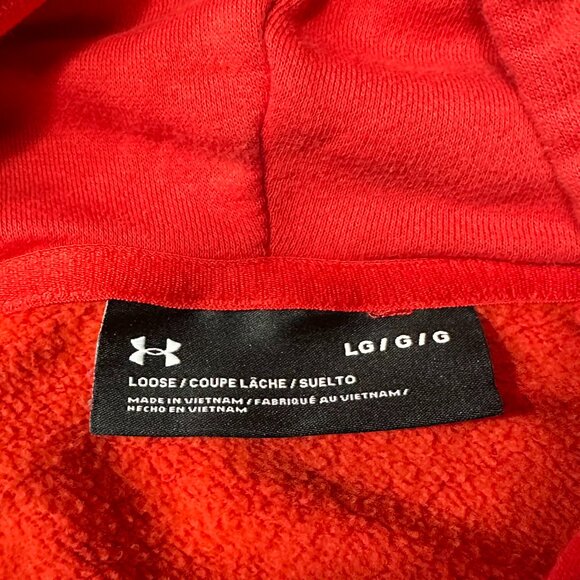 LG / G / G
LOOSE / COUPE LÂCHE / SUELTO
MADE IN VIETNAM / FABRIQUÉ AU VIETNAM /
HECHO EN VIETNAM